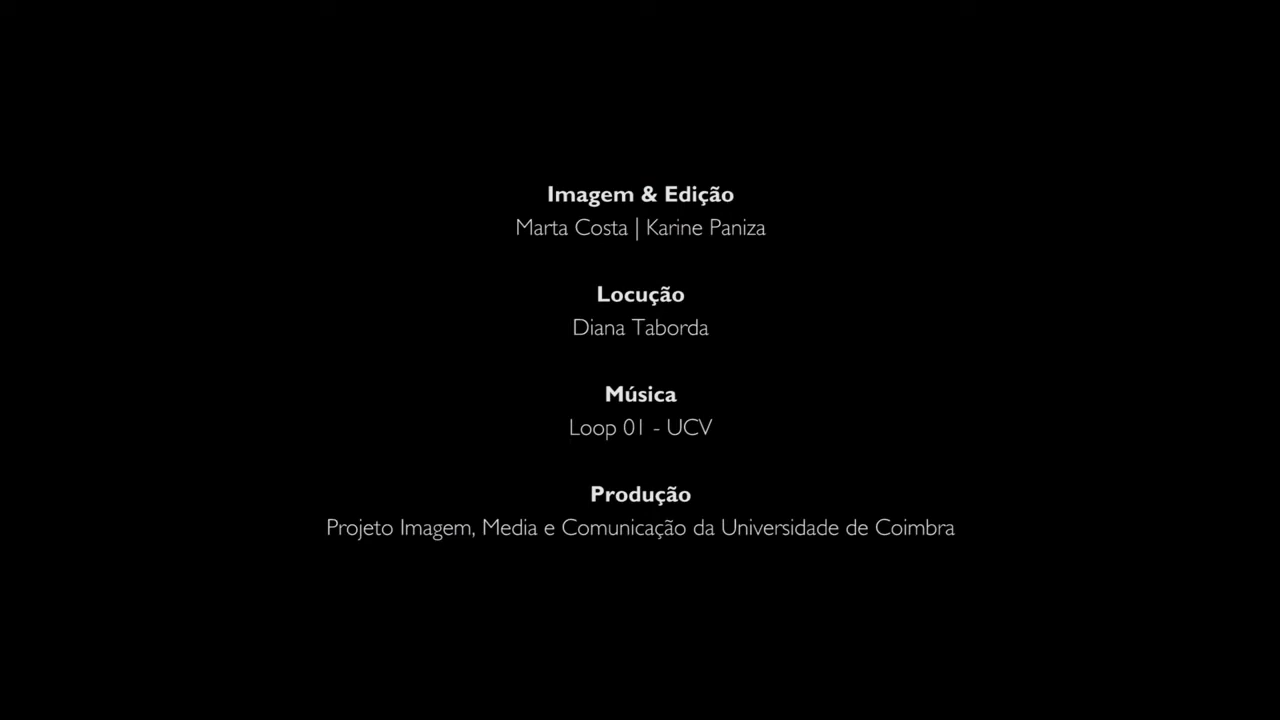 Imagem & Edição
Marta Costa | Karine Paniza
Locução
Diana Taborda
Música
Loop 01 - UCV
Produção
Projeto Imagem, Media e Comunicação da Universidade de Coimbra